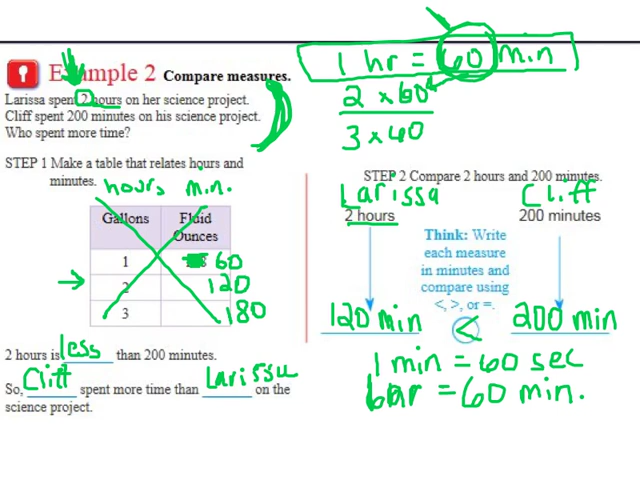 1 hr = 60 min
Example 2 Compare measures.
2 x 60
3 x 40
Larissa spent 2 hours on her science project.
Cliff spent 200 minutes on his science project.
Who spent more time?
STEP 1 Make a table that relates hours and
minutes.
hours min.
Gallons Fluid
Ounces
1 60
2 120
3 180
2 hours is less than 200 minutes.
So, Cliff spent more time than Larissa on the
science project.
STEP 2 Compare 2 hours and 200 minutes.
Larissa Cliff
2 hours 200 minutes
Think: Write
each measure
in minutes and
compare using
<, >, or =.
120 min < 200 min
1 min = 60 sec
= 60 min.